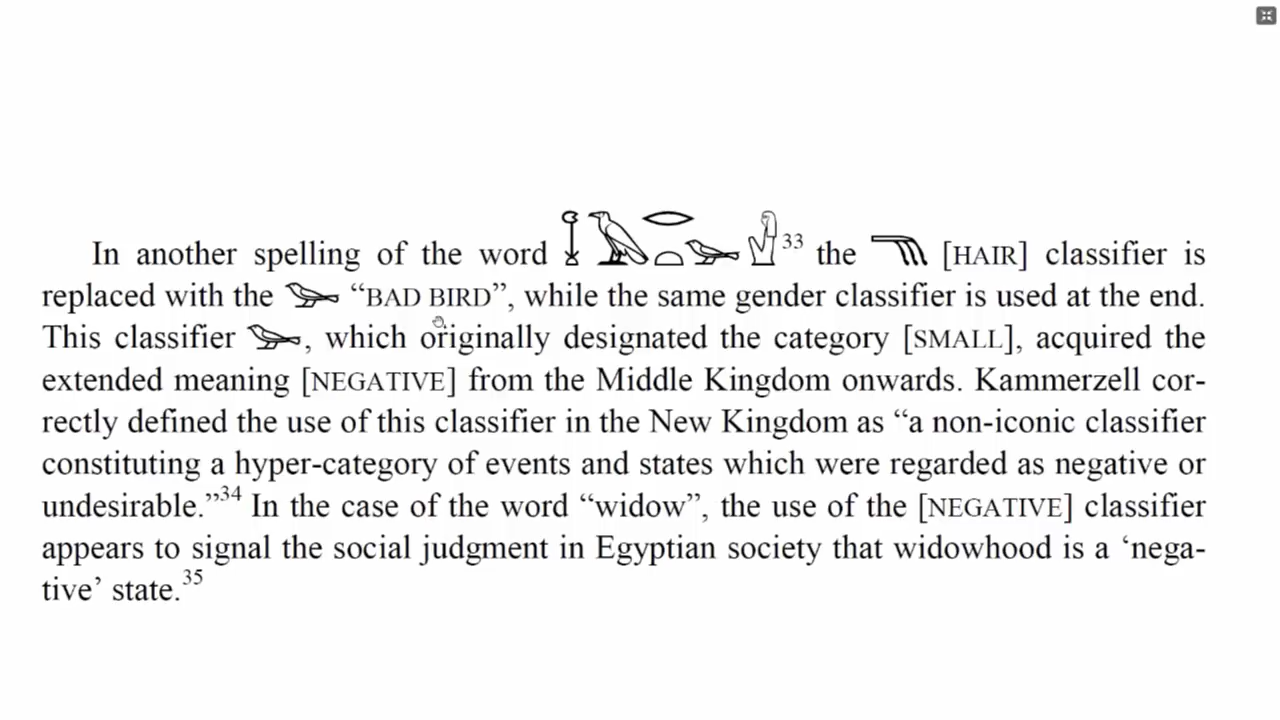 In another spelling of the word 𓄿𓂋𓏏𓅪𓁐³³ the 𓁸 [HAIR] classifier is
replaced with the 𓅪 “BAD BIRD”, while the same gender classifier is used at the end.
This classifier 𓅪, which originally designated the category [SMALL], acquired the
extended meaning [NEGATIVE] from the Middle Kingdom onwards. Kammerzell cor-
rectly defined the use of this classifier in the New Kingdom as “a non-iconic classifier
constituting a hyper-category of events and states which were regarded as negative or
undesirable.”³⁴ In the case of the word “widow”, the use of the [NEGATIVE] classifier
appears to signal the social judgment in Egyptian society that widowhood is a ‘nega-
tive’ state.³⁵